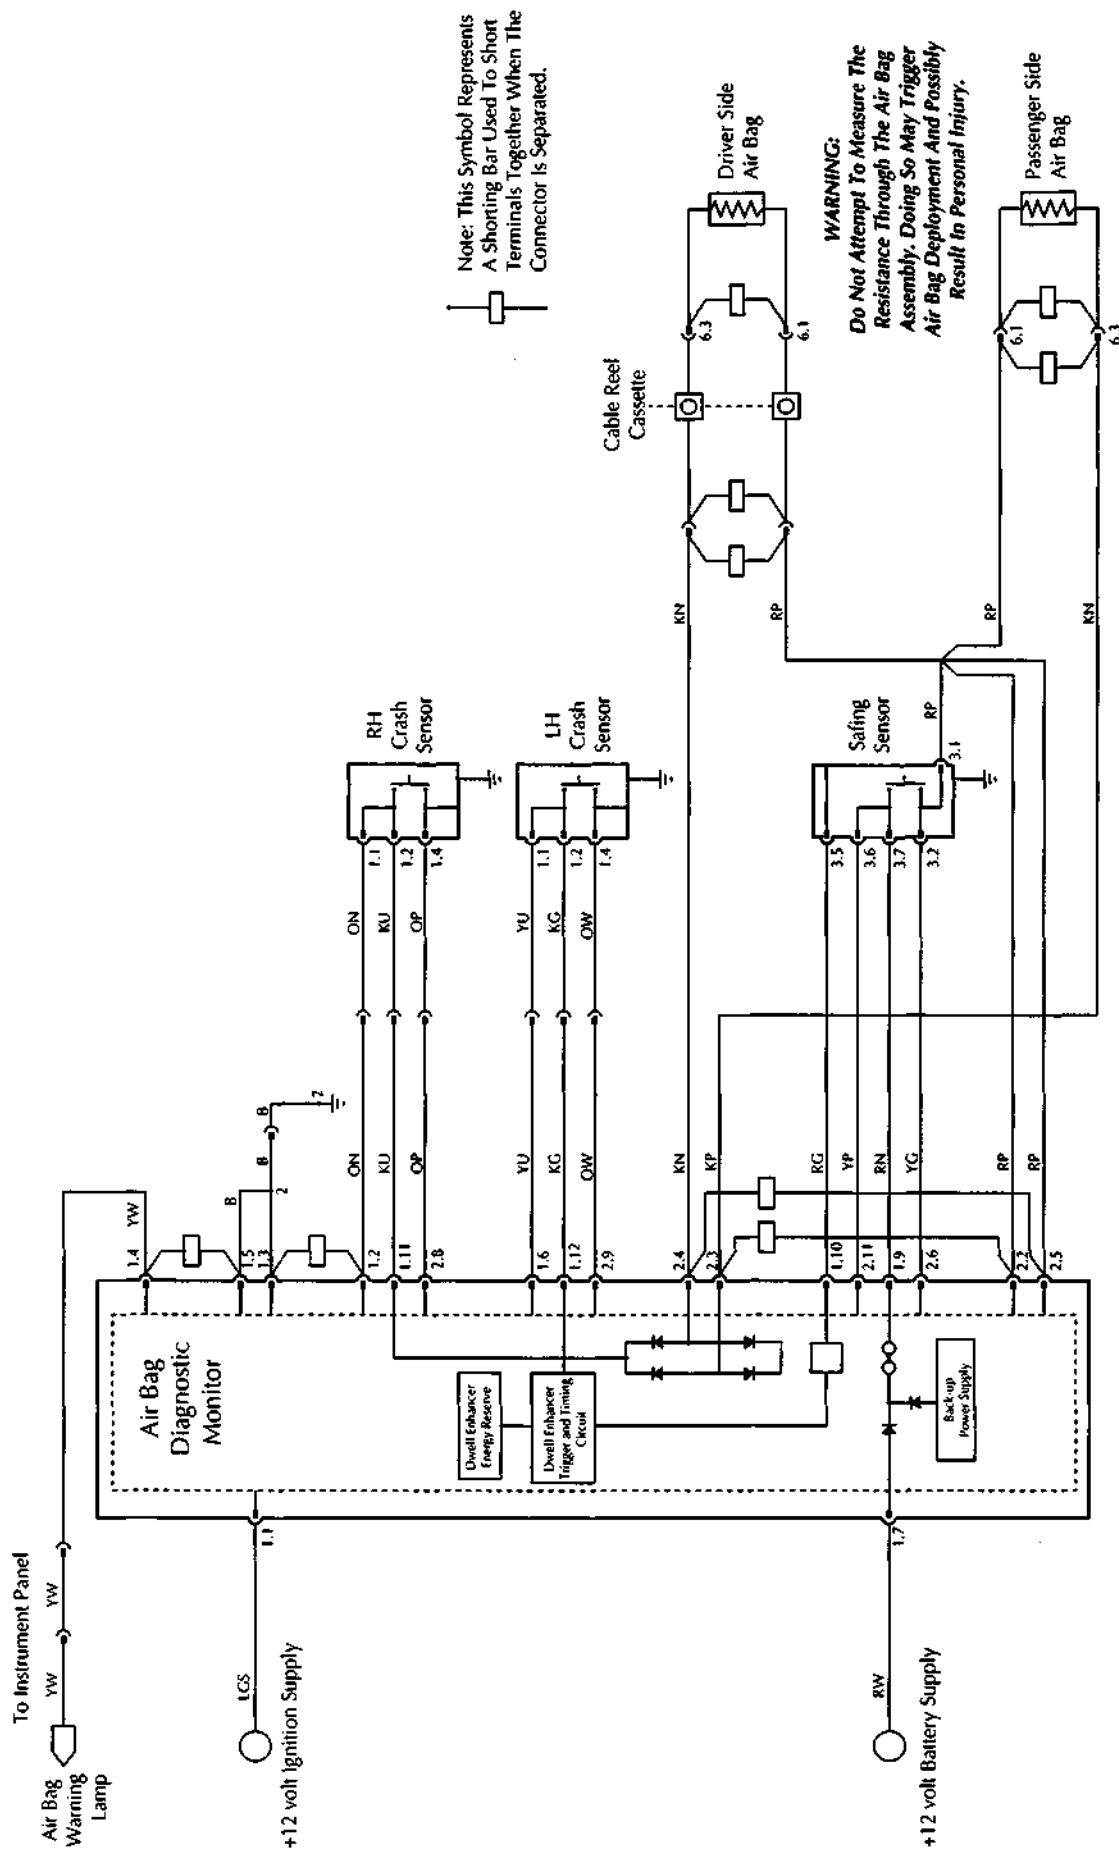 To Instrument Panel
Air Bag
Warning
Lamp
YW
YW
YW
1.4
+12 volt Ignition Supply
LGS
1.1
+12 volt Battery Supply
RW
1.7
Air Bag
Diagnostic
Monitor
Dwell Enhancer
Energy Reserve
Dwell Enhancer
Trigger and Timing
Circuit
Back-up
Power Supply
1.5
B
1.3
2
B
B
2
1.2
ON
ON
1.1
1.11
KU
KU
1.2
2.8
OP
OP
1.4
RH
Crash
Sensor
1.6
YU
YU
1.1
1.12
KG
KG
1.2
2.9
OW
OW
1.4
LH
Crash
Sensor
2.4
KN
KN
2.3
KP
1.10
RG
3.5
2.11
YP
3.6
1.9
RN
3.7
2.6
YG
3.2
Safing
Sensor
3.1
RP
2.2
RP
2.5
RP
RP
Cable Reel
Cassette
6.3
6.1
Driver Side
Air Bag
RP
6.1
KN
6.3
Passenger Side
Air Bag
Note: This Symbol Represents
A Shorting Bar Used To Short
Terminals Together When The
Connector Is Separated.
WARNING:
Do Not Attempt To Measure The
Resistance Through The Air Bag
Assembly. Doing So May Trigger
Air Bag Deployment And Possibly
Result In Personal Injury.